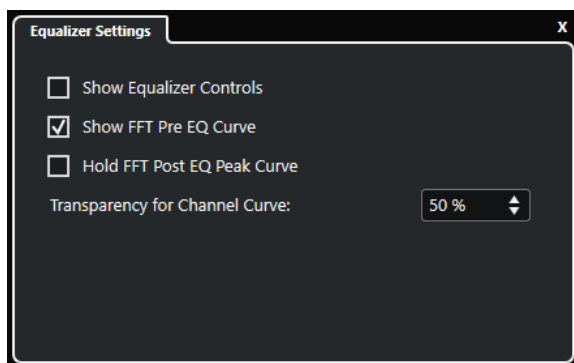 Equalizer Settings
X
Show Equalizer Controls
Show FFT Pre EQ Curve
Hold FFT Post EQ Peak Curve
Transparency for Channel Curve: 50 %